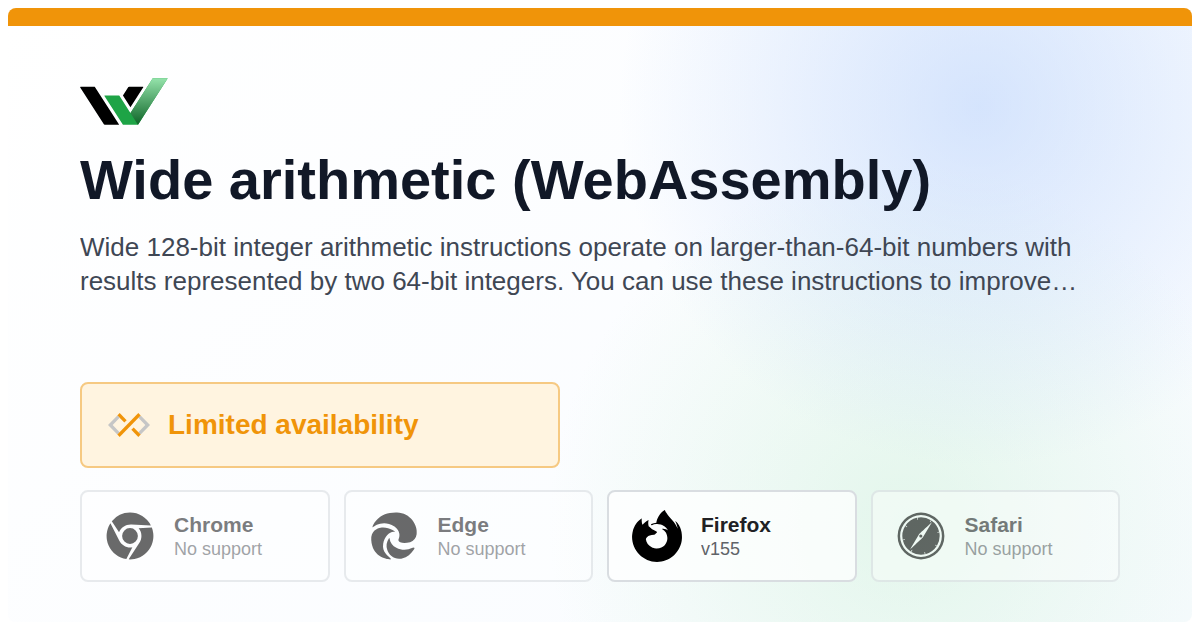 Wide arithmetic (WebAssembly)
Wide 128-bit integer arithmetic instructions operate on larger-than-64-bit numbers with
results represented by two 64-bit integers. You can use these instructions to improve…
Limited availability
Chrome
No support
Edge
No support
Firefox
v155
Safari
No support